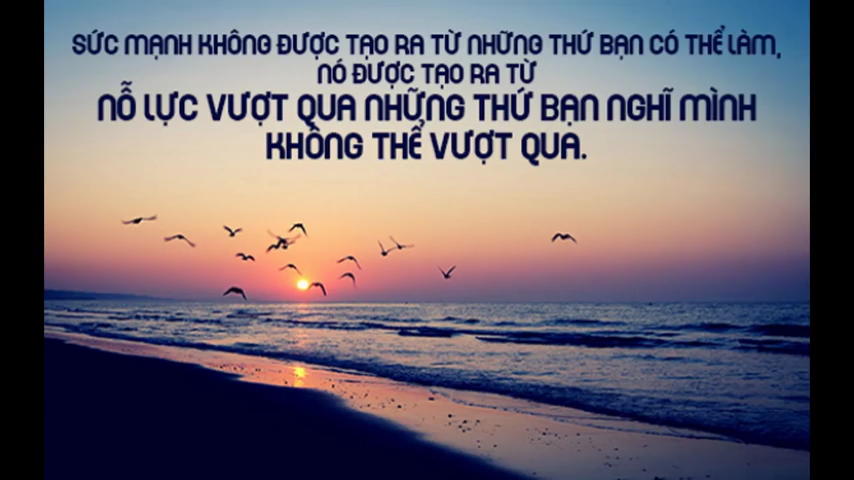 SỨC MẠNH KHÔNG ĐƯỢC TẠO RA TỪ NHỮNG THỨ BẠN CÓ THỂ LÀM,
NÓ ĐƯỢC TẠO RA TỪ
NỖ LỰC VƯỢT QUA NHỮNG THỨ BẠN NGHĨ MÌNH
KHÔNG THỂ VƯỢT QUA.